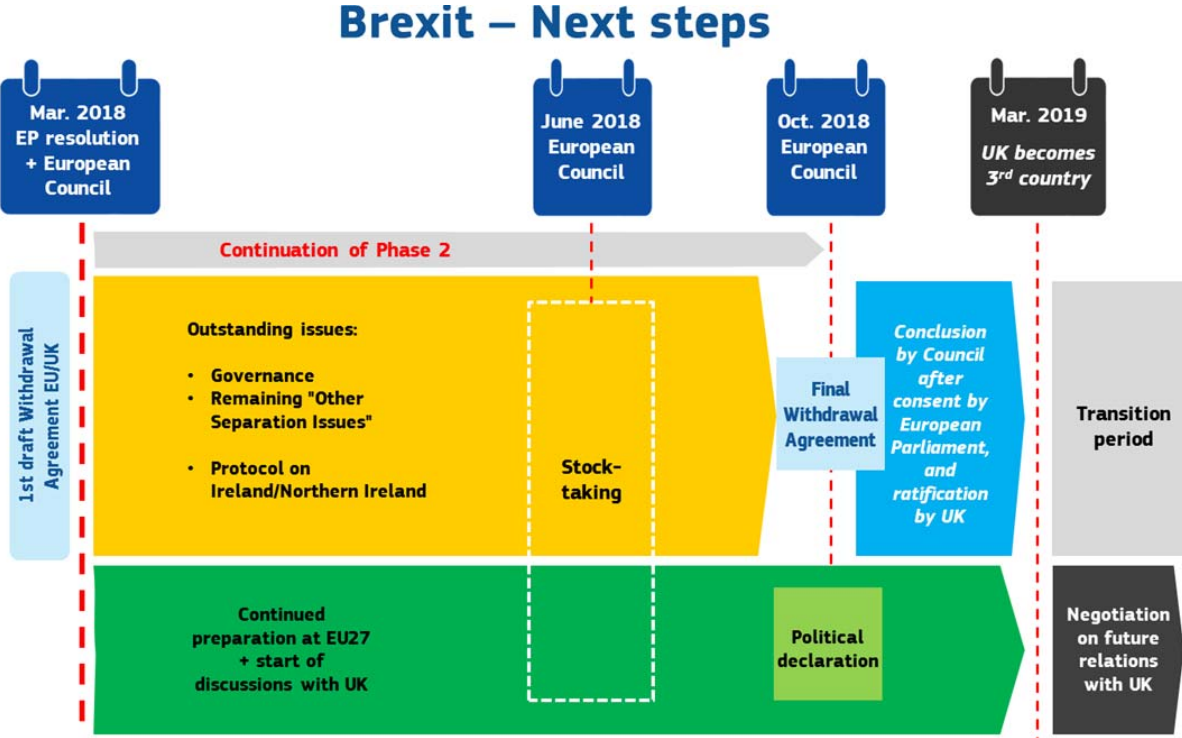 Brexit – Next steps
Mar. 2018
EP resolution
+ European
Council
June 2018
European
Council
Oct. 2018
European
Council
Mar. 2019
UK becomes
3rd country
Continuation of Phase 2
1st draft Withdrawal
Agreement EU/UK
Outstanding issues:
• Governance
• Remaining "Other
Separation Issues"
• Protocol on
Ireland/Northern Ireland
Stock-
taking
Final
Withdrawal
Agreement
Conclusion
by Council
after
consent by
European
Parliament,
and
ratification
by UK
Transition
period
Continued
preparation at EU27
+ start of
discussions with UK
Political
declaration
Negotiation
on future
relations
with UK